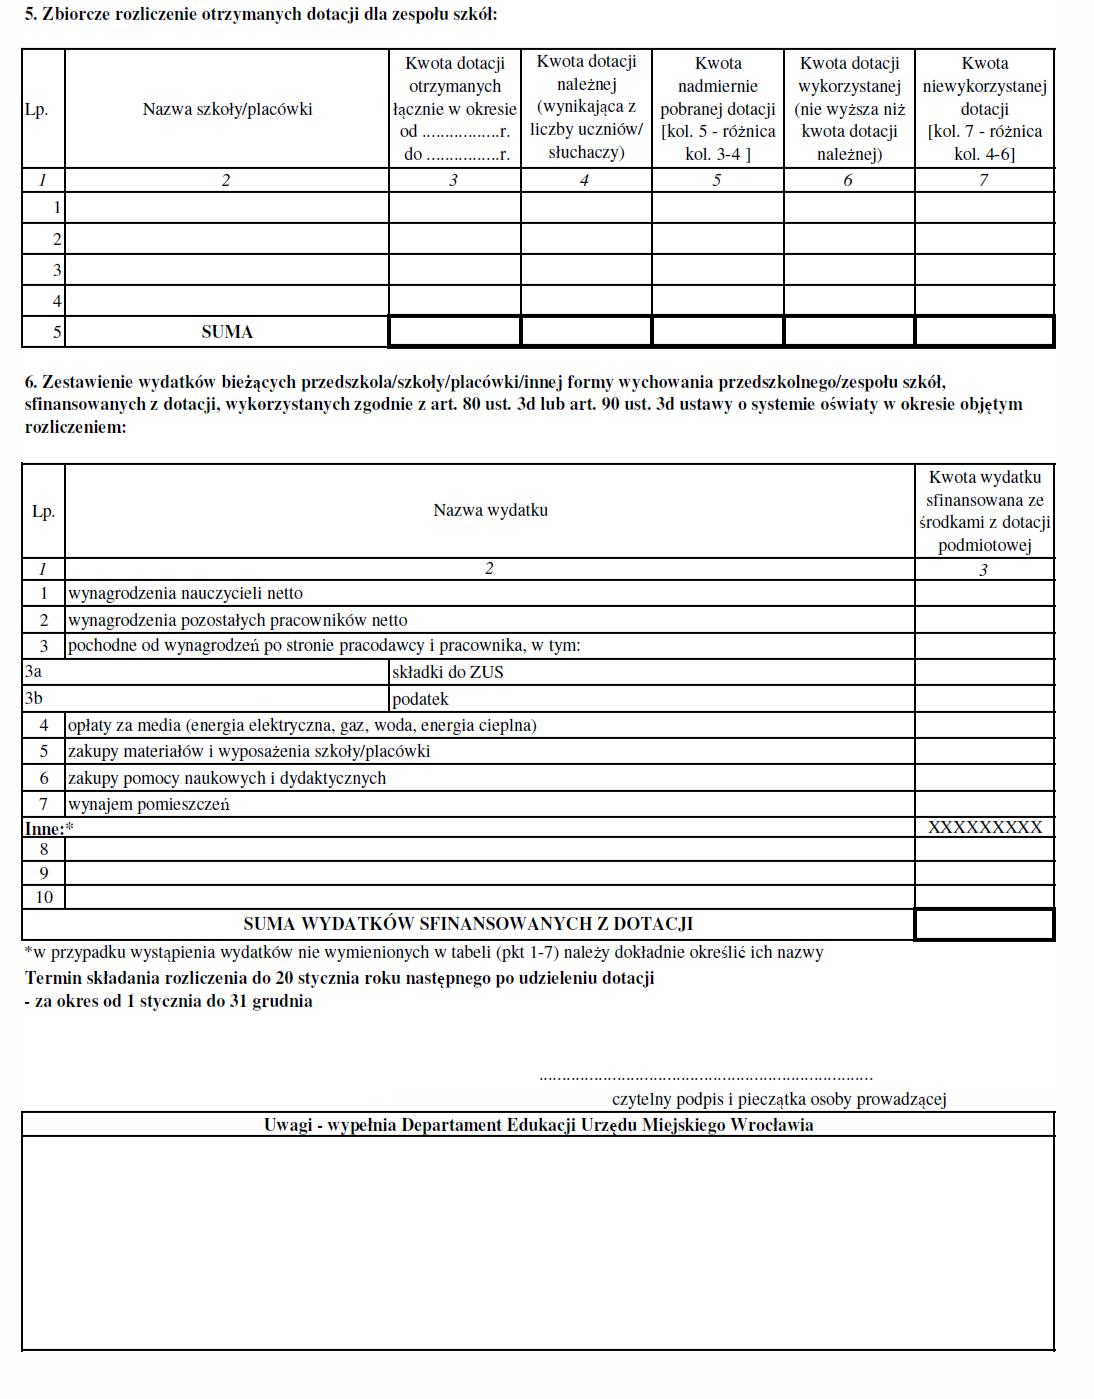 5. Zbiorcze rozliczenie otrzymanych dotacji dla zespołu szkół:
Lp.
Nazwa szkoły/placówki
Kwota dotacji
otrzymanych
łącznie w okresie
od .................r.
do ................r.
Kwota dotacji
należnej
(wynikająca z
liczby uczniów/
słuchaczy)
Kwota
nadmiernie
pobranej dotacji
[kol. 5 - różnica
kol. 3-4 ]
Kwota dotacji
wykorzystanej
(nie wyższa niż
kwota dotacji
należnej)
Kwota
niewykorzystanej
dotacji
[kol. 7 - różnica
kol. 4-6]
1 2 3 4 5 6 7
1
2
3
4
5 SUMA
6. Zestawienie wydatków bieżących przedszkola/szkoły/placówki/innej formy wychowania przedszkolnego/zespołu szkół,
sfinansowanych z dotacji, wykorzystanych zgodnie z art. 80 ust. 3d lub art. 90 ust. 3d ustawy o systemie oświaty w okresie objętym
rozliczeniem:
Lp.
Nazwa wydatku
Kwota wydatku
sfinansowana ze
środkami z dotacji
podmiotowej
1 2 3
1 wynagrodzenia nauczycieli netto
2 wynagrodzenia pozostałych pracowników netto
3 pochodne od wynagrodzeń po stronie pracodawcy i pracownika, w tym:
3a składki do ZUS
3b podatek
4 opłaty za media (energia elektryczna, gaz, woda, energia cieplna)
5 zakupy materiałów i wyposażenia szkoły/placówki
6 zakupy pomocy naukowych i dydaktycznych
7 wynajem pomieszczeń
Inne:* XXXXXXXXX
8
9
10
SUMA WYDATKÓW SFINANSOWANYCH Z DOTACJI
*w przypadku wystąpienia wydatków nie wymienionych w tabeli (pkt 1-7) należy dokładnie określić ich nazwy
Termin składania rozliczenia do 20 stycznia roku następnego po udzieleniu dotacji
- za okres od 1 stycznia do 31 grudnia
.........................................................................
czytelny podpis i pieczątka osoby prowadzącej
Uwagi - wypełnia Departament Edukacji Urzędu Miejskiego Wrocławia